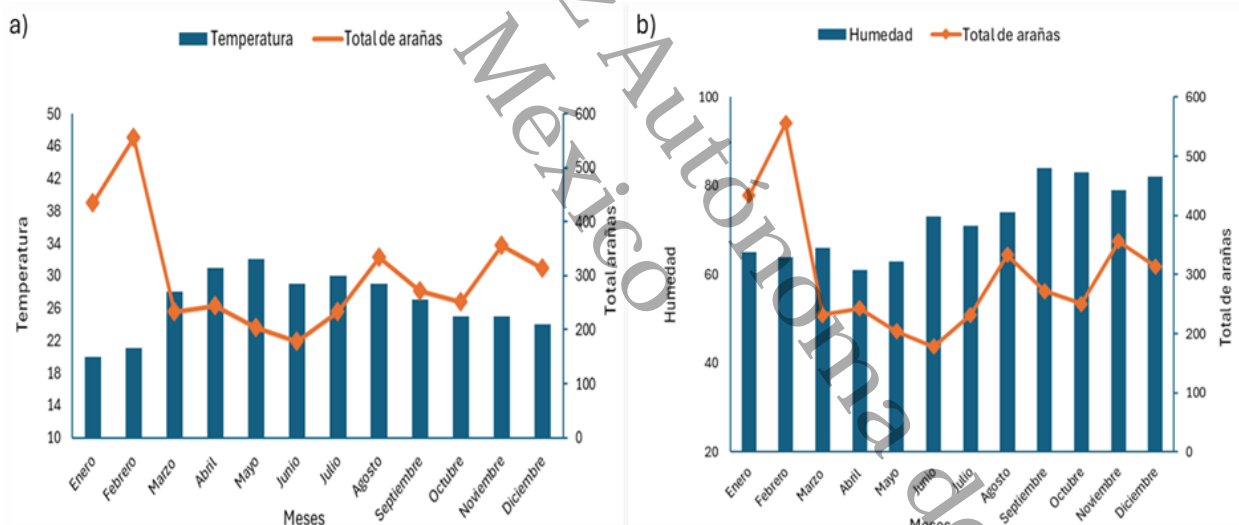 a)
Temperatura
Total de arañas
50
46
42
38
34
30
26
22
18
14
10
Temperatura
600
500
400
300
200
100
0
Total arañas
Enero
Febrero
Marzo
Abril
Mayo
Junio
Julio
Agosto
Septiembre
Octubre
Noviembre
Diciembre
Meses
b)
Humedad
Total de arañas
100
80
60
40
20
Humedad
600
500
400
300
200
100
0
Total de arañas
Enero
Febrero
Marzo
Abril
Mayo
Junio
Julio
Agosto
Septiembre
Octubre
Noviembre
Diciembre
Meses
Autónoma de
México